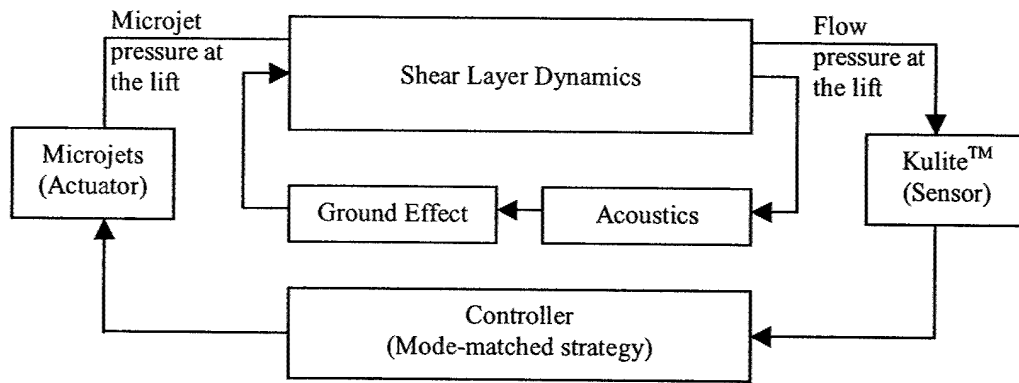 Microjet
pressure at
the lift
Shear Layer Dynamics
Flow
pressure at
the lift
Microjets
(Actuator)
Kulite™
(Sensor)
Ground Effect
Acoustics
Controller
(Mode-matched strategy)